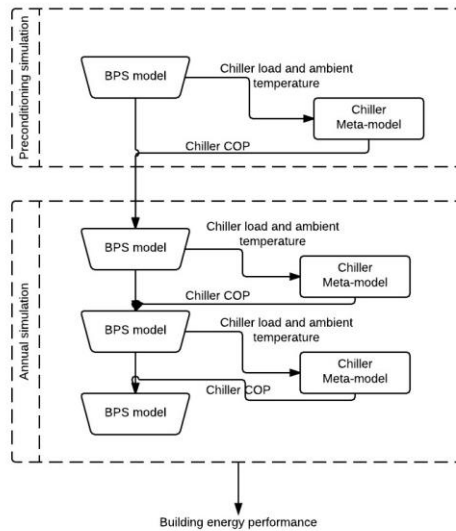 Preconditioning simulation
BPS model
Chiller load and ambient
temperature
Chiller
Meta-model
Chiller COP
Annual simulation
BPS model
Chiller load and ambient
temperature
Chiller
Meta-model
Chiller COP
BPS model
Chiller load and ambient
temperature
Chiller
Meta-model
Chiller COP
BPS model
Building energy performance